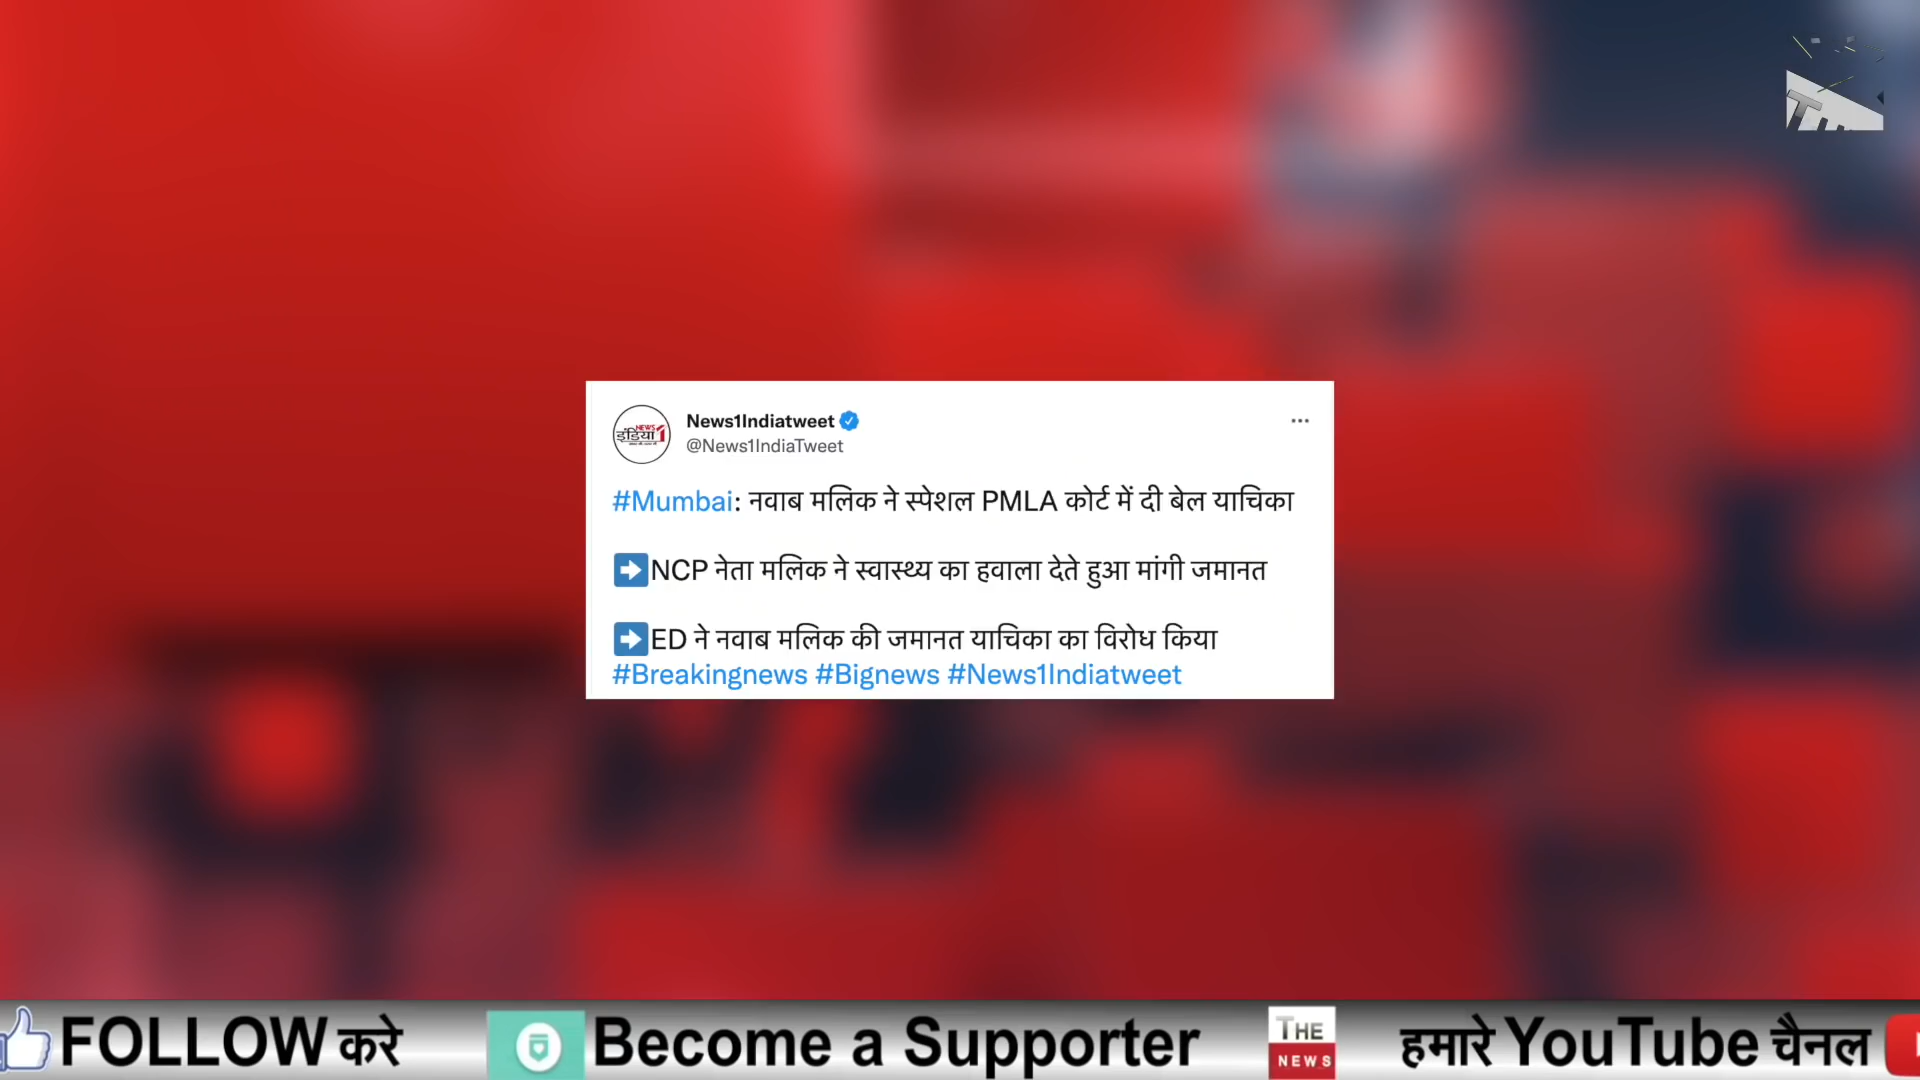 News1Indiatweet
@News1IndiaTweet
#Mumbai: नवाब मलिक ने स्पेशल PMLA कोर्ट में दी बेल याचिका
➡NCP नेता मलिक ने स्वास्थ्य का हवाला देते हुआ मांगी जमानत
➡ED ने नवाब मलिक की जमानत याचिका का विरोध किया
#Breakingnews #Bignews #News1Indiatweet
FOLLOW करे Become a Supporter THE NEWS हमारे YouTube चैनल